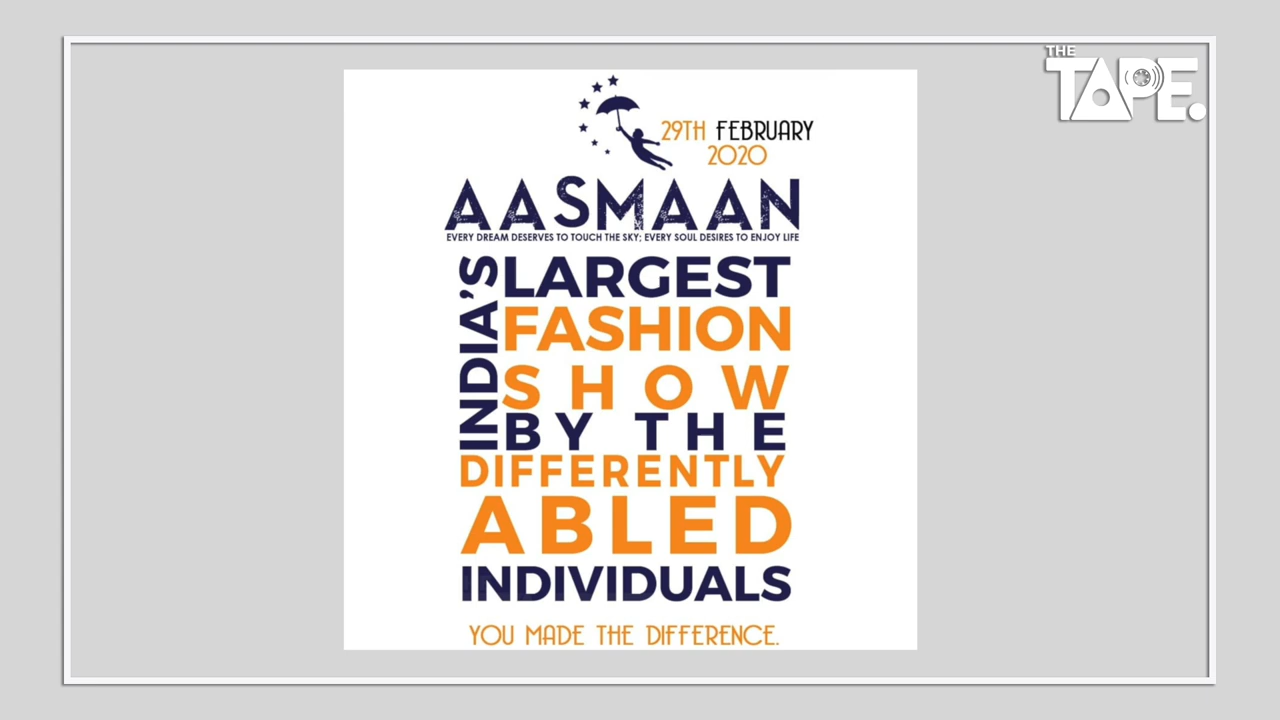 THE
TAPE.
29TH FEBRUARY
2020
AASMAAN
EVERY DREAM DESERVES TO TOUCH THE SKY; EVERY SOUL DESIRES TO ENJOY LIFE
INDIA'S
LARGEST
FASHION
SHOW
BY THE
DIFFERENTLY
ABLED
INDIVIDUALS
YOU MADE THE DIFFERENCE.